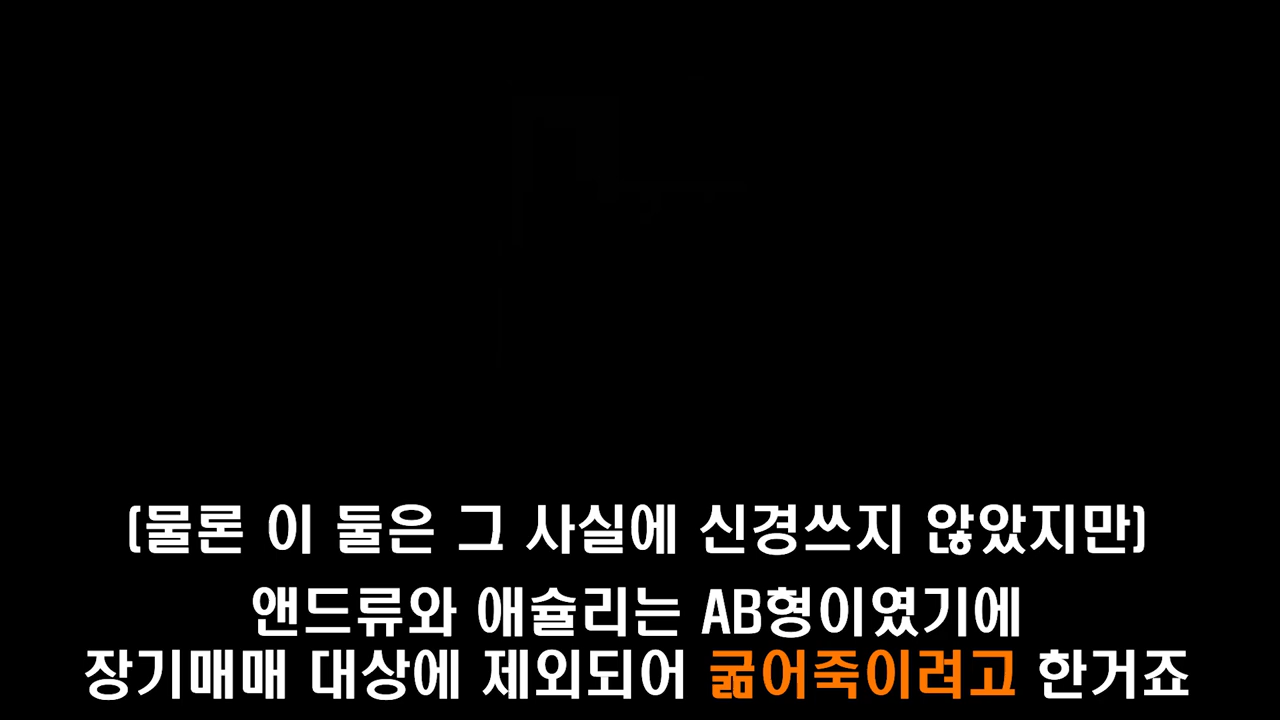 (물론 이 둘은 그 사실에 신경쓰지 않았지만)
앤드류와 애슐리는 AB형이였기에
장기매매 대상에 제외되어 굶어죽이려고 한거죠